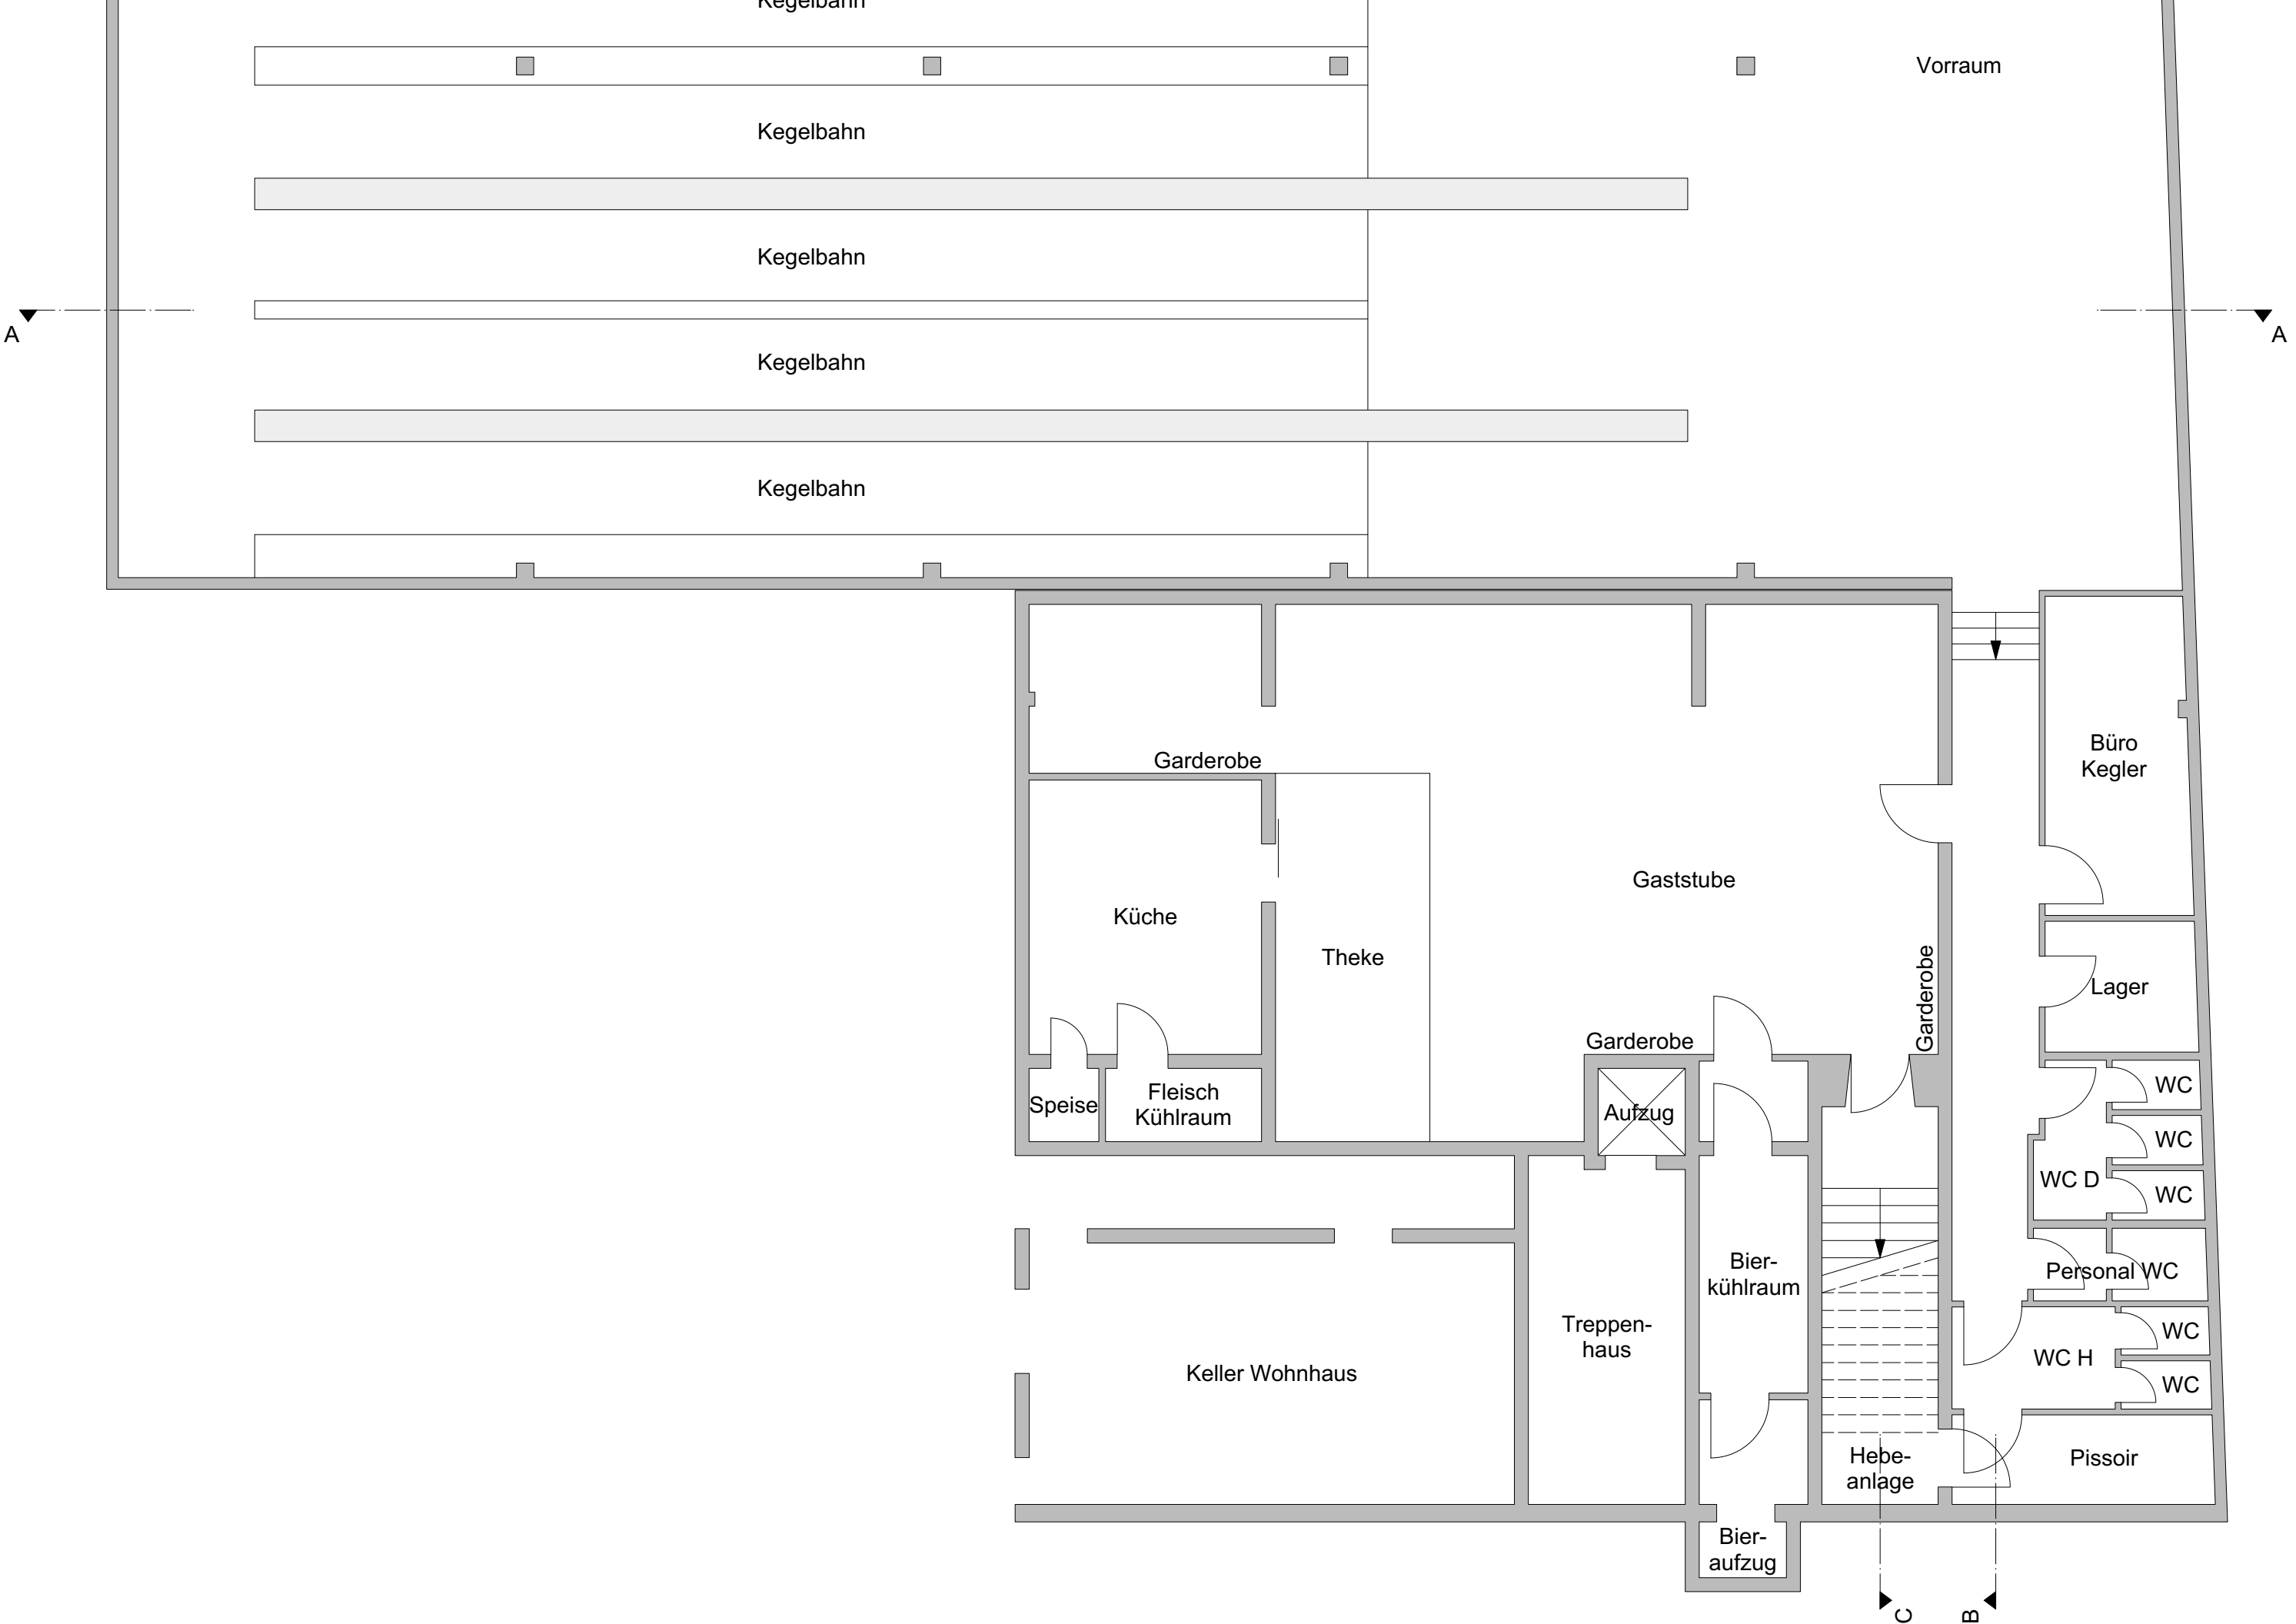 Kegelbahn
Vorraum
Kegelbahn
Kegelbahn
A
A
Kegelbahn
Kegelbahn
Büro
Kegler
Garderobe
Gaststube
Küche
Theke
Garderobe
Lager
Garderobe
Speise
Fleisch
Kühlraum
Aufzug
WC
WC
WC D
WC
Bier-
kühlraum
Personal WC
Treppen-
haus
WC
WC H
Keller Wohnhaus
WC
Hebe-
anlage
Pissoir
Bier-
aufzug
C
B